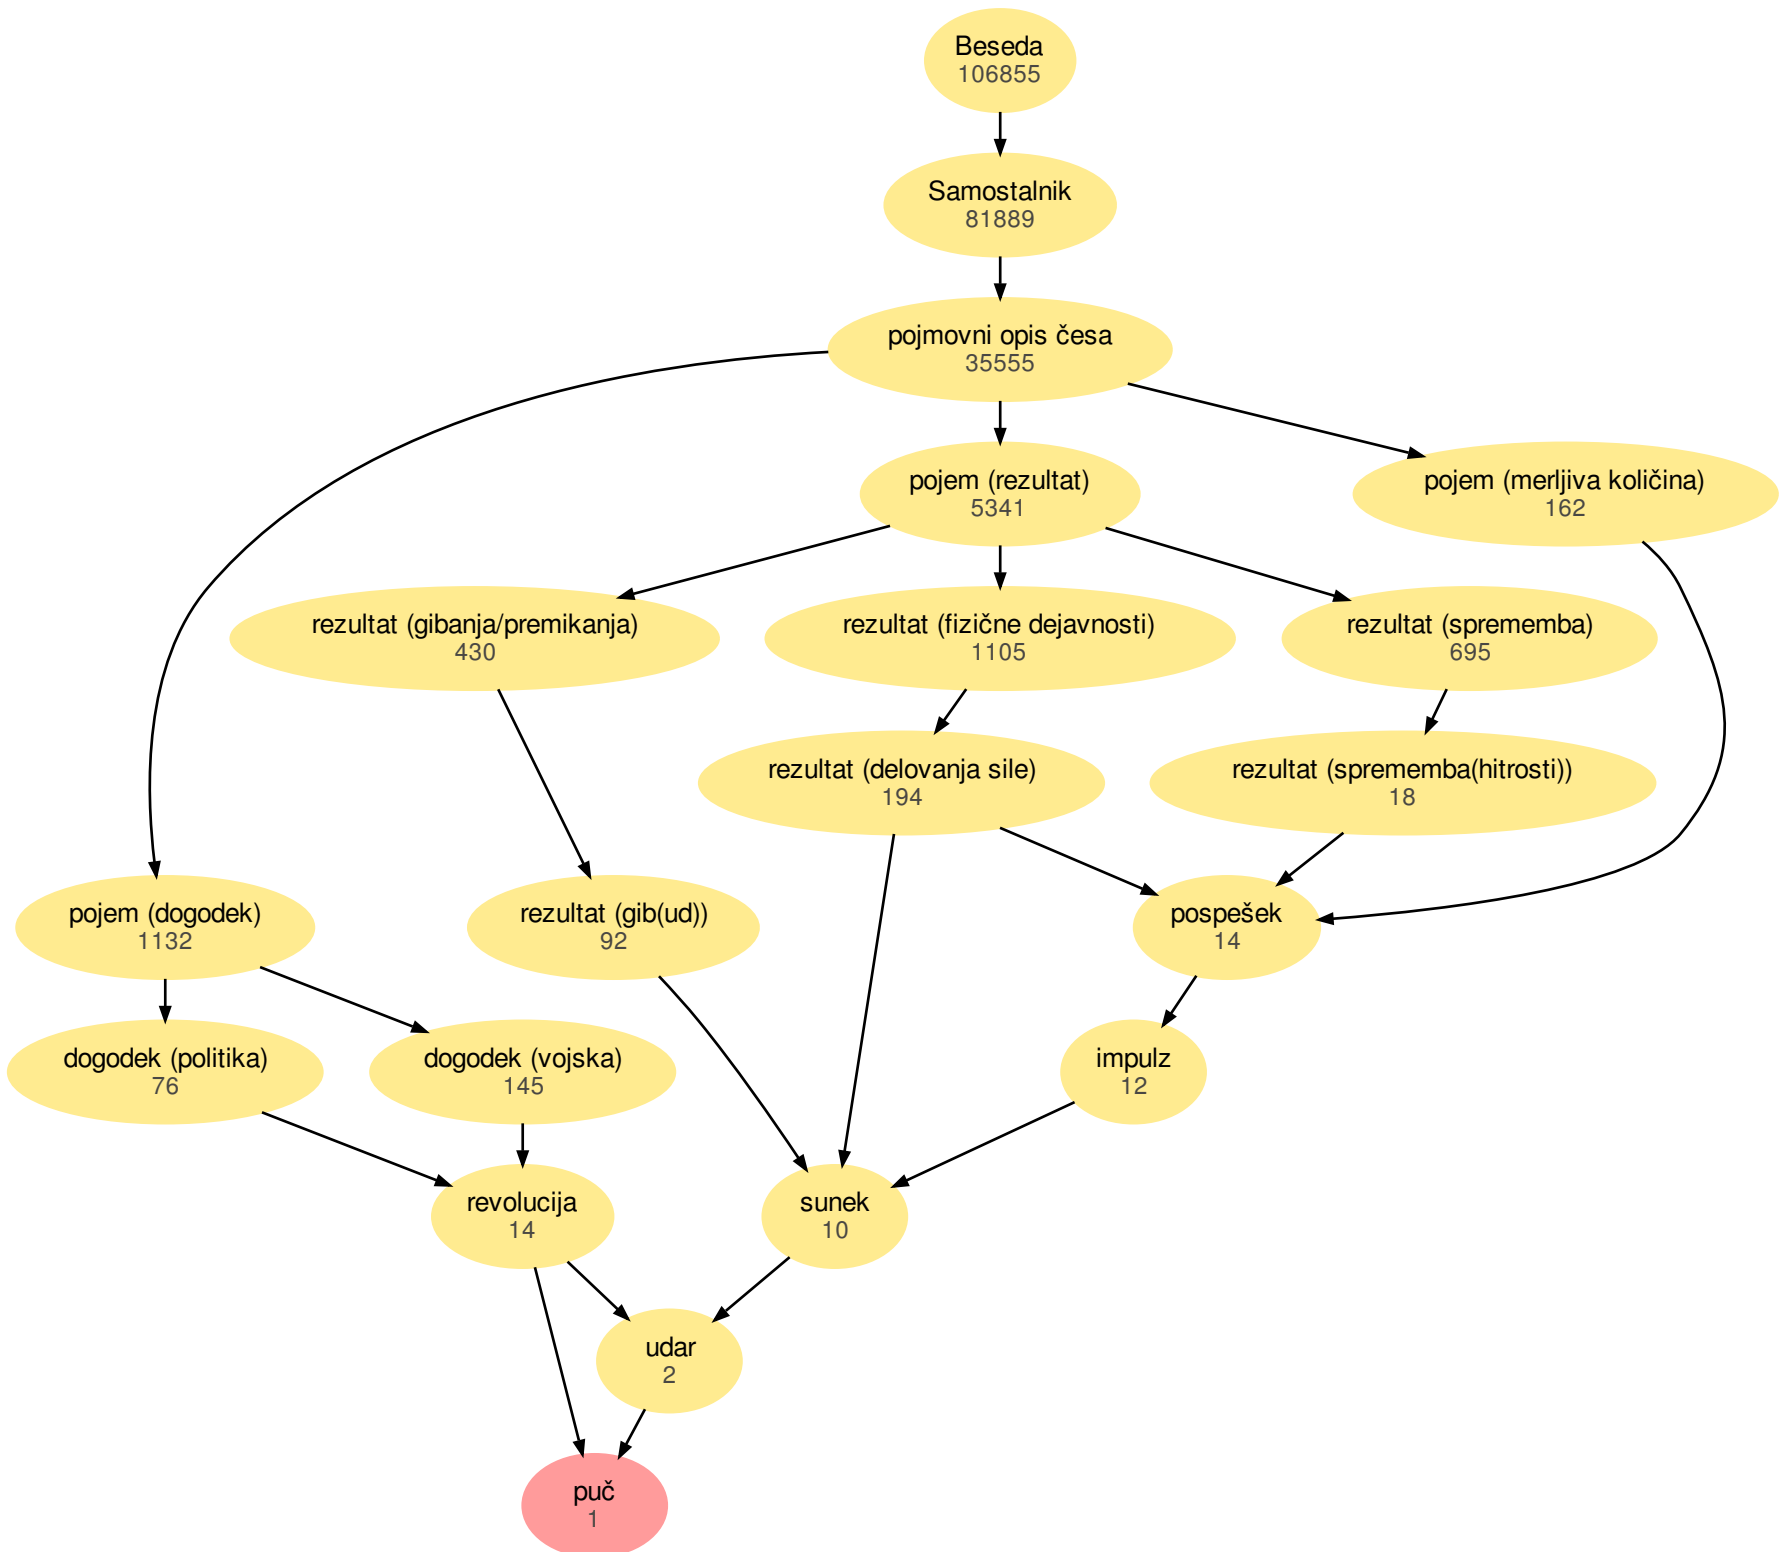 Beseda
106855
Samostalnik
81889
pojmovni opis česa
35555
pojem (rezultat)
5341
pojem (merljiva količina)
162
rezultat (gibanja/premikanja)
430
rezultat (fizične dejavnosti)
1105
rezultat (sprememba)
695
rezultat (delovanja sile)
194
rezultat (sprememba(hitrosti))
18
pojem (dogodek)
1132
rezultat (gib(ud))
92
pospešek
14
dogodek (politika)
76
dogodek (vojska)
145
impulz
12
revolucija
14
sunek
10
udar
2
puč
1